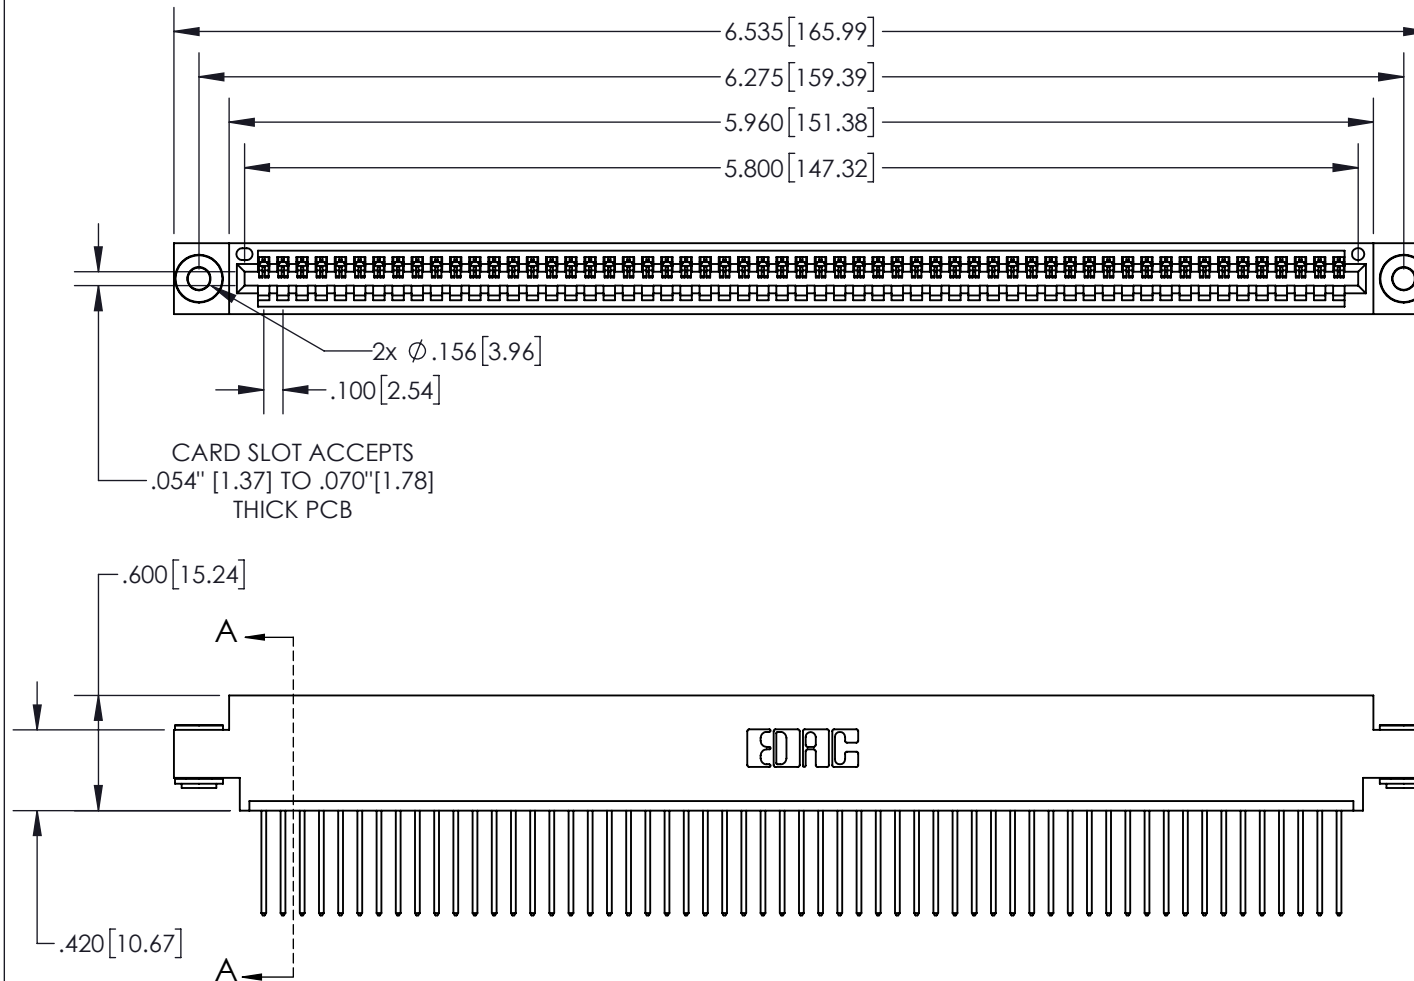 6.535[165.99]
6.275[159.39]
5.960[151.38]
5.800[147.32]
2x ∅.156[3.96]
.100[2.54]
CARD SLOT ACCEPTS
.054" [1.37] TO .070"[1.78]
THICK PCB
.600[15.24]
A
EDAC
.420[10.67]
A